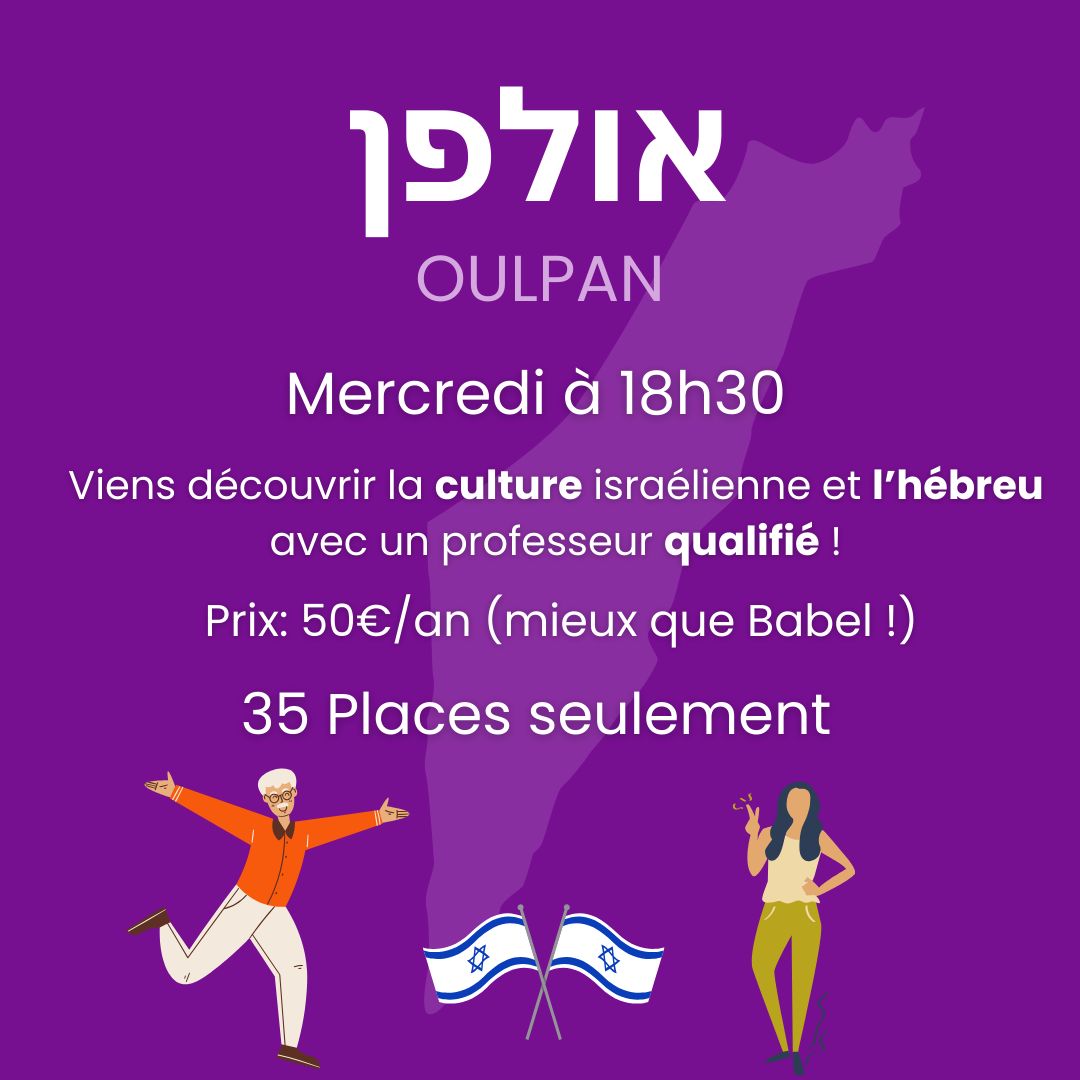 אולפן
OULPAN
Mercredi à 18h30
Viens découvrir la culture israélienne et l’hébreu
avec un professeur qualifié !
Prix: 50€/an (mieux que Babel !)
35 Places seulement